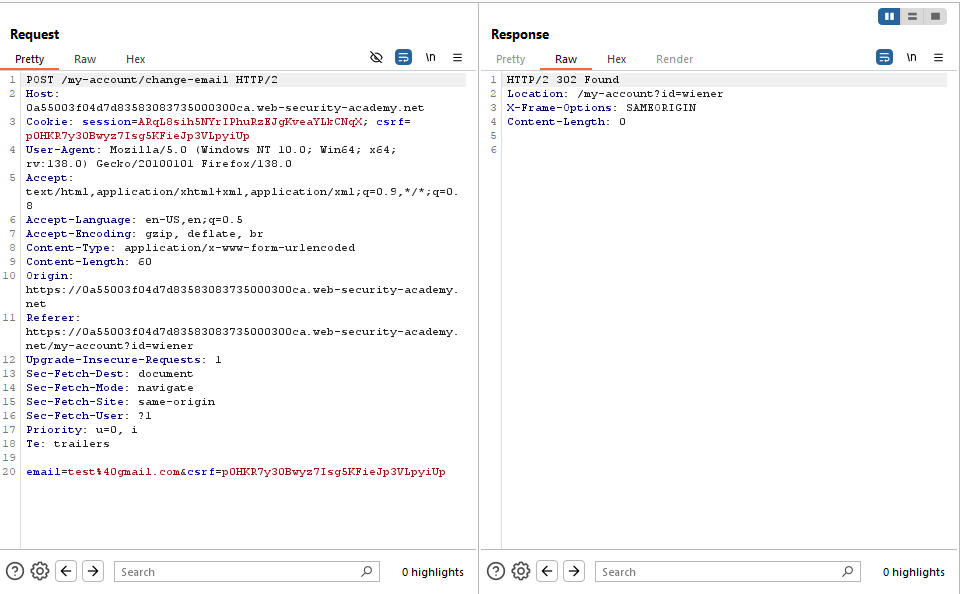 Request
Pretty Raw Hex \n
1 POST /my-account/change-email HTTP/2
2 Host:
0a55003f04d7d83583083735000300ca.web-security-academy.net
3 Cookie: session=ARqL8sih5NYrIPhuRzEJgKveaYLkCNqX; csrf=
pOHKR7y30Bwyz7Isg5KFieJp3VLpyiUp
4 User-Agent: Mozilla/5.0 (Windows NT 10.0; Win64; x64;
rv:138.0) Gecko/20100101 Firefox/138.0
5 Accept:
text/html,application/xhtml+xml,application/xml;q=0.9,*/*;q=0.
8
6 Accept-Language: en-US,en;q=0.5
7 Accept-Encoding: gzip, deflate, br
8 Content-Type: application/x-www-form-urlencoded
9 Content-Length: 60
10 Origin:
https://0a55003f04d7d83583083735000300ca.web-security-academy.
net
11 Referer:
https://0a55003f04d7d83583083735000300ca.web-security-academy.
net/my-account?id=wiener
12 Upgrade-Insecure-Requests: 1
13 Sec-Fetch-Dest: document
14 Sec-Fetch-Mode: navigate
15 Sec-Fetch-Site: same-origin
16 Sec-Fetch-User: ?1
17 Priority: u=0, i
18 Te: trailers
19
20 email=test%40gmail.com&csrf=pOHKR7y30Bwyz7Isg5KFieJp3VLpyiUp
Search 0 highlights
Response
Pretty Raw Hex Render \n
1 HTTP/2 302 Found
2 Location: /my-account?id=wiener
3 X-Frame-Options: SAMEORIGIN
4 Content-Length: 0
5
6
Search 0 highlights